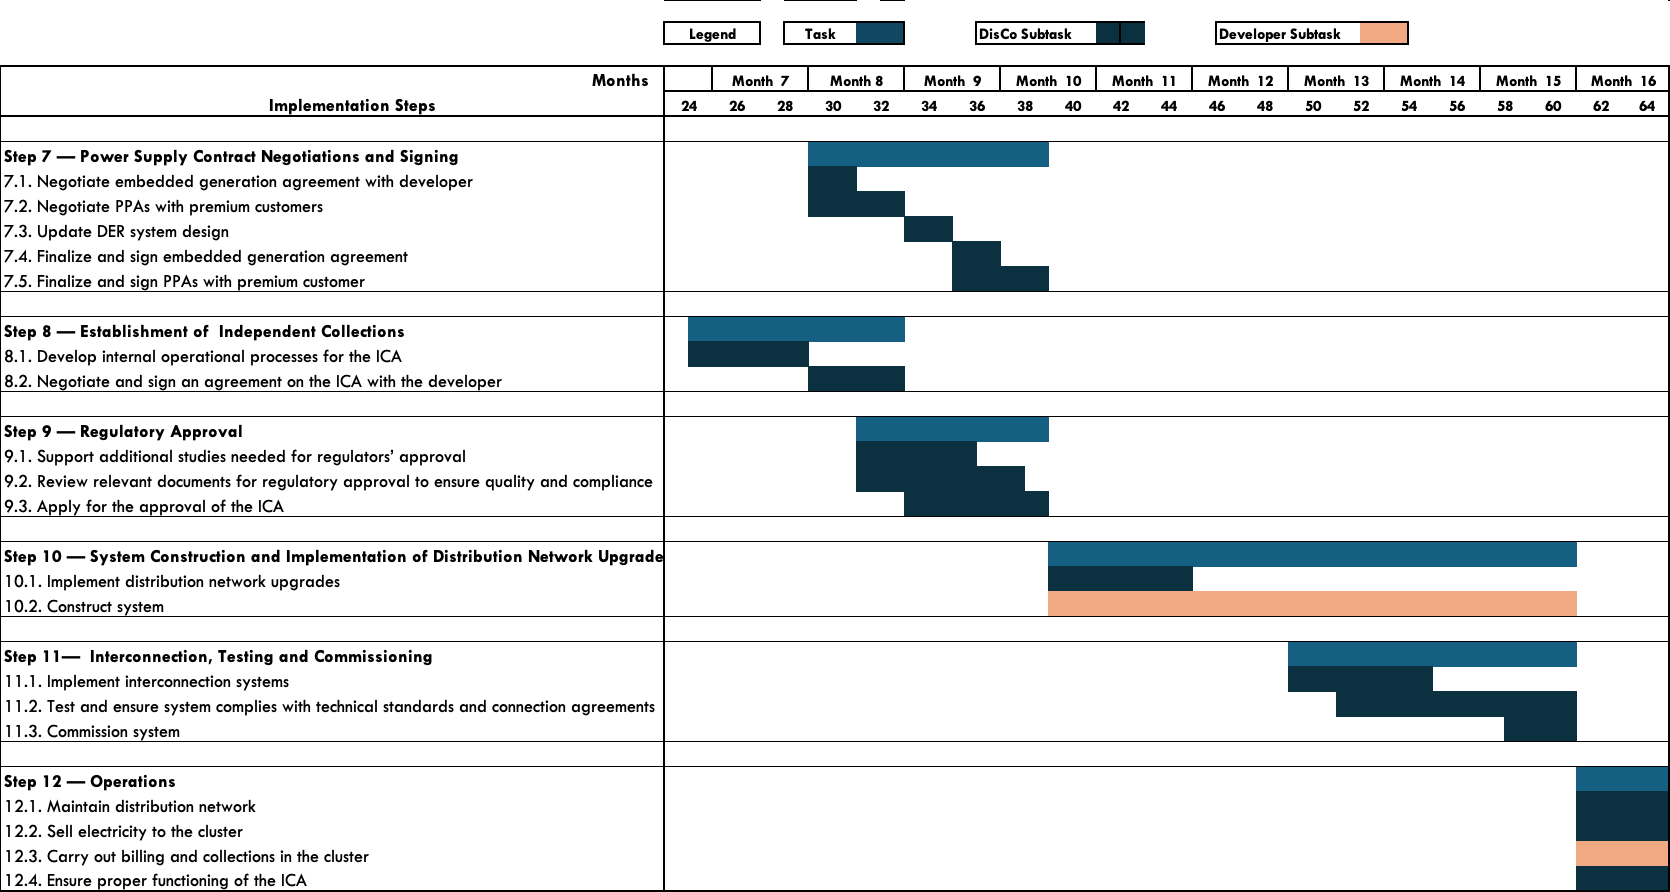 Legend Task DisCo Subtask Developer Subtask
Months Month 7 Month 8 Month 9 Month 10 Month 11 Month 12 Month 13 Month 14 Month 15 Month 16
Implementation Steps 24 26 28 30 32 34 36 38 40 42 44 46 48 50 52 54 56 58 60 62 64
Step 7 — Power Supply Contract Negotiations and Signing
7.1. Negotiate embedded generation agreement with developer
7.2. Negotiate PPAs with premium customers
7.3. Update DER system design
7.4. Finalize and sign embedded generation agreement
7.5. Finalize and sign PPAs with premium customer
Step 8 — Establishment of Independent Collections
8.1. Develop internal operational processes for the ICA
8.2. Negotiate and sign an agreement on the ICA with the developer
Step 9 — Regulatory Approval
9.1. Support additional studies needed for regulators’ approval
9.2. Review relevant documents for regulatory approval to ensure quality and compliance
9.3. Apply for the approval of the ICA
Step 10 — System Construction and Implementation of Distribution Network Upgrade
10.1. Implement distribution network upgrades
10.2. Construct system
Step 11— Interconnection, Testing and Commissioning
11.1. Implement interconnection systems
11.2. Test and ensure system complies with technical standards and connection agreements
11.3. Commission system
Step 12 — Operations
12.1. Maintain distribution network
12.2. Sell electricity to the cluster
12.3. Carry out billing and collections in the cluster
12.4. Ensure proper functioning of the ICA